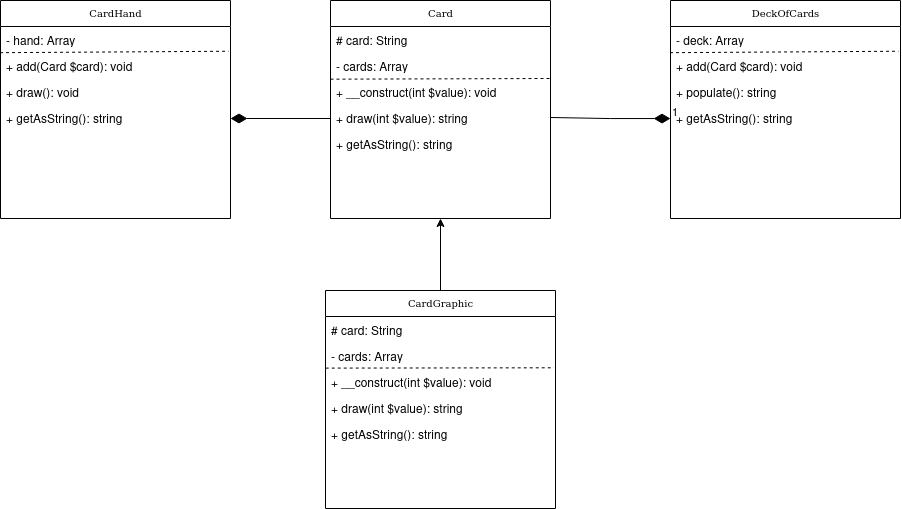 CardHand
- hand: Array
+ add(Card $card): void
+ draw(): void
+ getAsString(): string
Card
# card: String
- cards: Array
+ __construct(int $value): void
+ draw(int $value): string
+ getAsString(): string
DeckOfCards
- deck: Array
+ add(Card $card): void
+ populate(): string
1
+ getAsString(): string
CardGraphic
# card: String
- cards: Array
+ __construct(int $value): void
+ draw(int $value): string
+ getAsString(): string